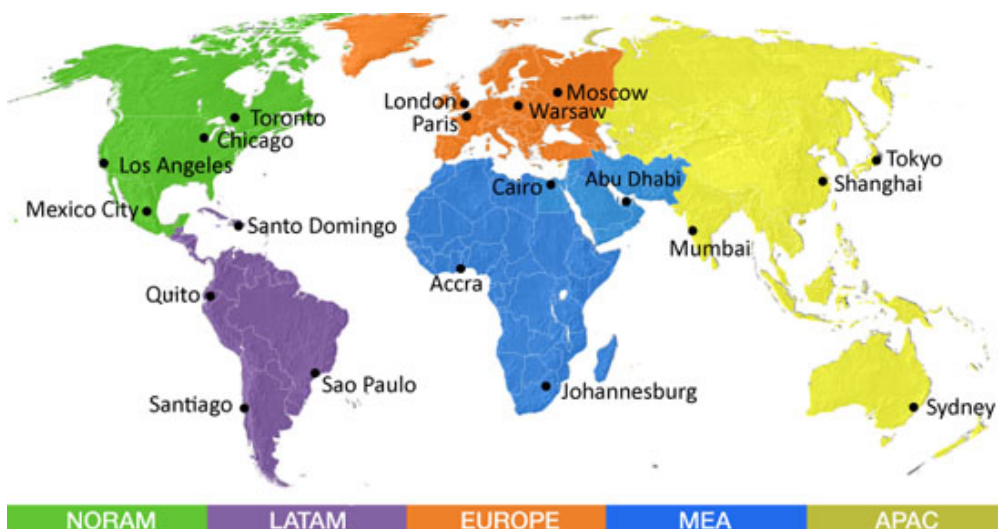 Toronto
Chicago
Los Angeles
Mexico City
Santo Domingo
Quito
Sao Paulo
Santiago
London
Paris
Moscow
Warsaw
Cairo
Abu Dhabi
Accra
Johannesburg
Tokyo
Shanghai
Mumbai
Sydney
NORAM
LATAM
EUROPE
MEA
APAC